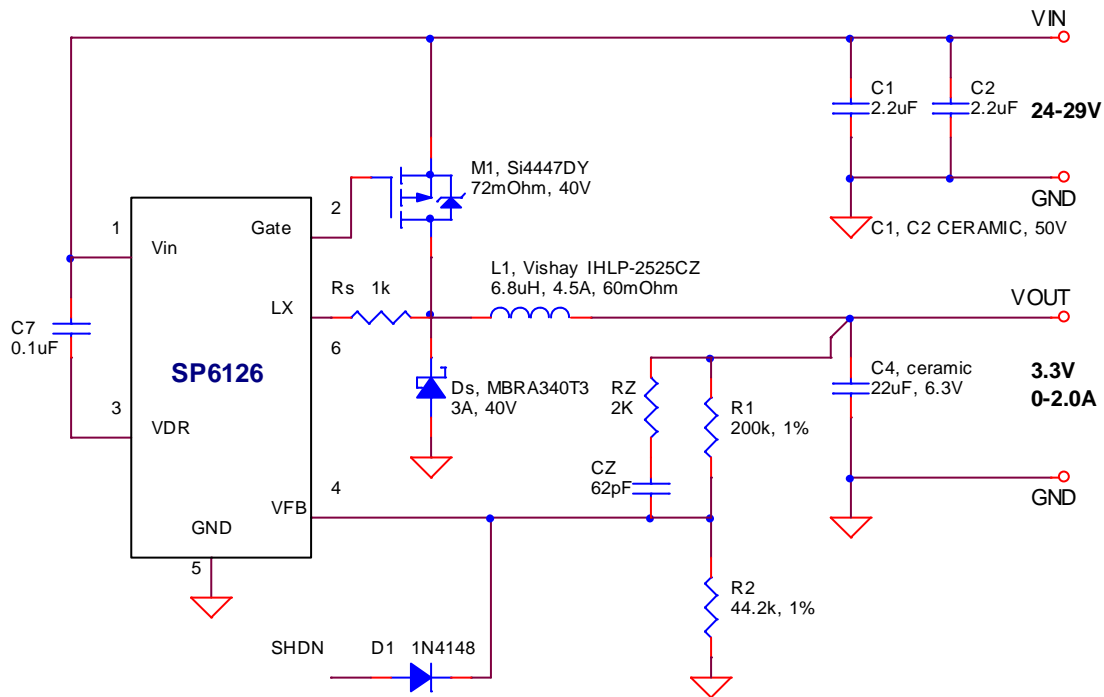 VIN
C1
2.2uF
C2
2.2uF
24-29V
GND
C1, C2 CERAMIC, 50V
M1, Si4447DY
72mOhm, 40V
2
1
Gate
Vin
L1, Vishay IHLP-2525CZ
6.8uH, 4.5A, 60mOhm
Rs 1k
LX
VOUT
C7
0.1uF
6
SP6126
Ds, MBRA340T3
3A, 40V
RZ
2K
C4, ceramic
22uF, 6.3V
3.3V
0-2.0A
R1
200k, 1%
3
VDR
CZ
62pF
4
VFB
GND
GND
5
R2
44.2k, 1%
SHDN
D1 1N4148